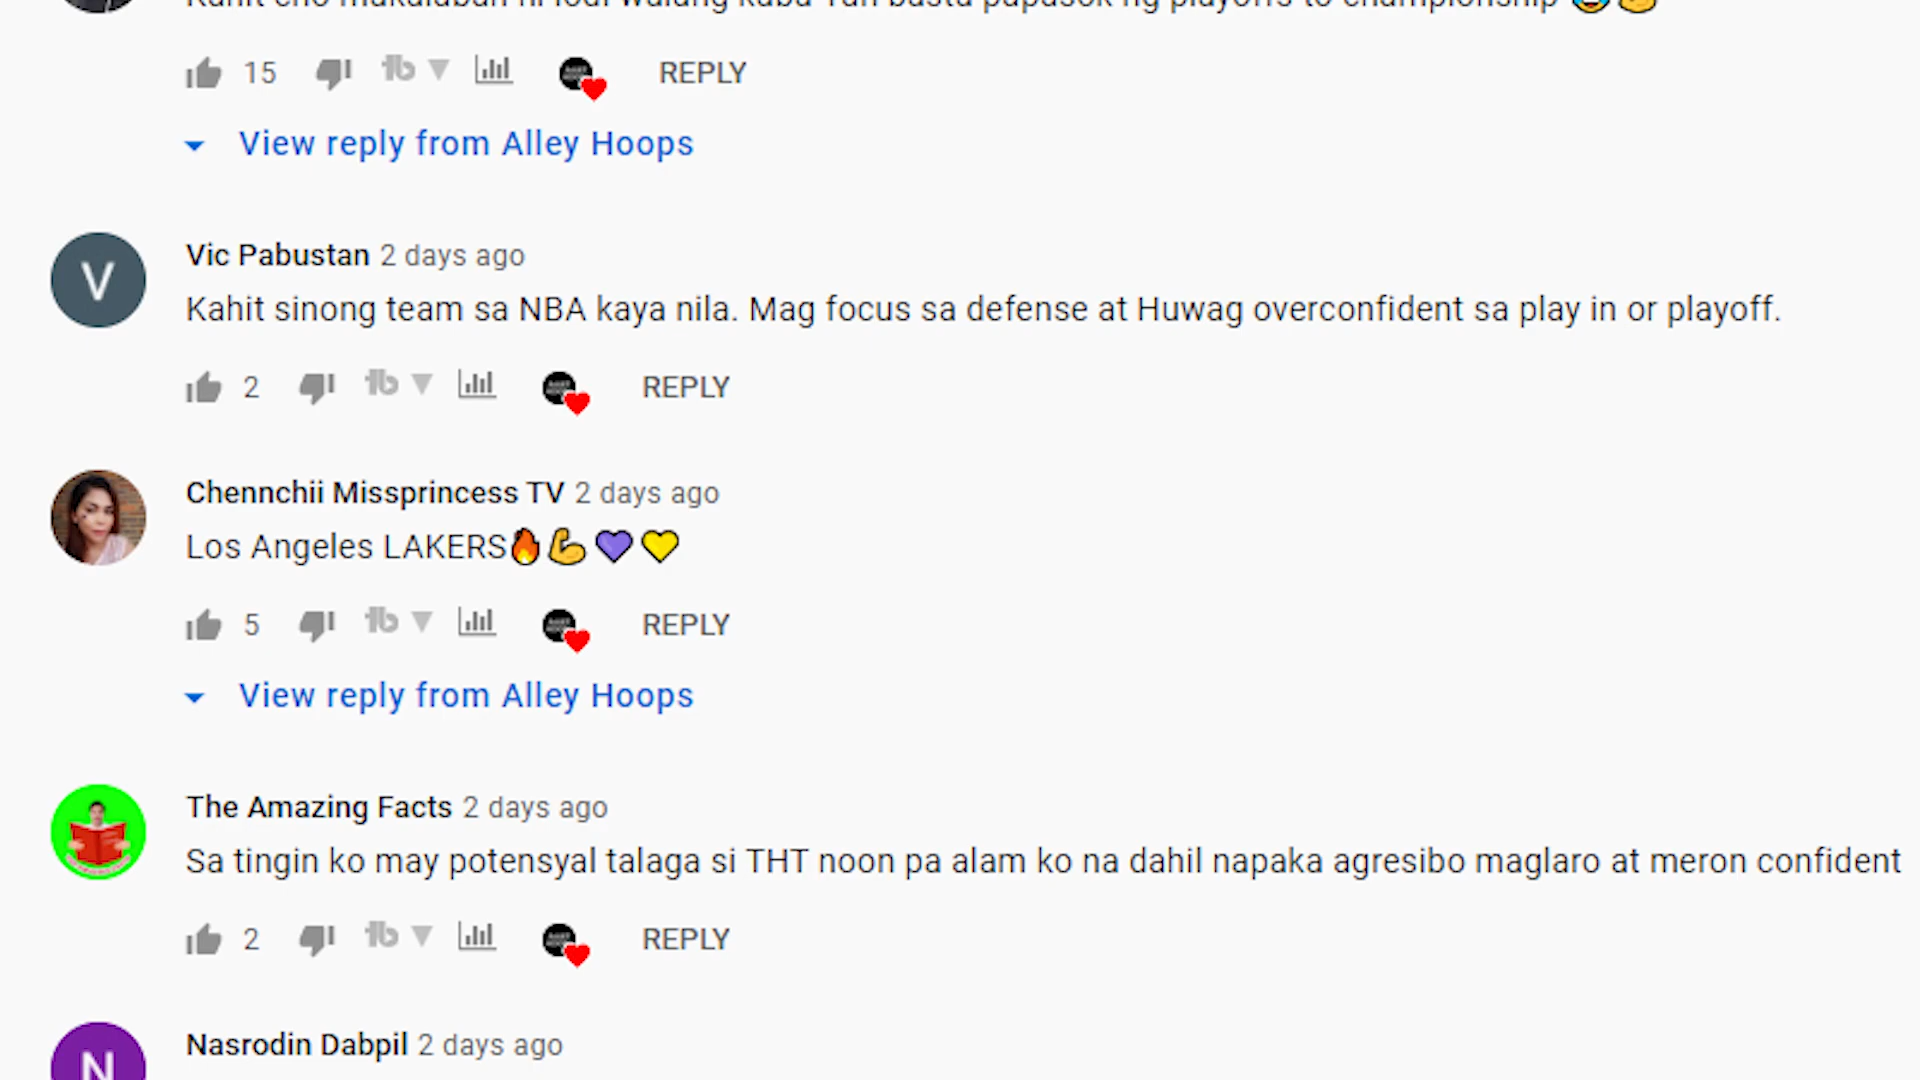 playoffs to championship
15 REPLY
View reply from Alley Hoops
V
Vic Pabustan 2 days ago
Kahit sinong team sa NBA kaya nila. Mag focus sa defense at Huwag overconfident sa play in or playoff.
2 REPLY
Chennchii Missprincess TV 2 days ago
Los Angeles LAKERS🔥💪💜💛
5 REPLY
View reply from Alley Hoops
The Amazing Facts 2 days ago
Sa tingin ko may potensyal talaga si THT noon pa alam ko na dahil napaka agresibo maglaro at meron confident
2 REPLY
Nasrodin Dabpil 2 days ago
N